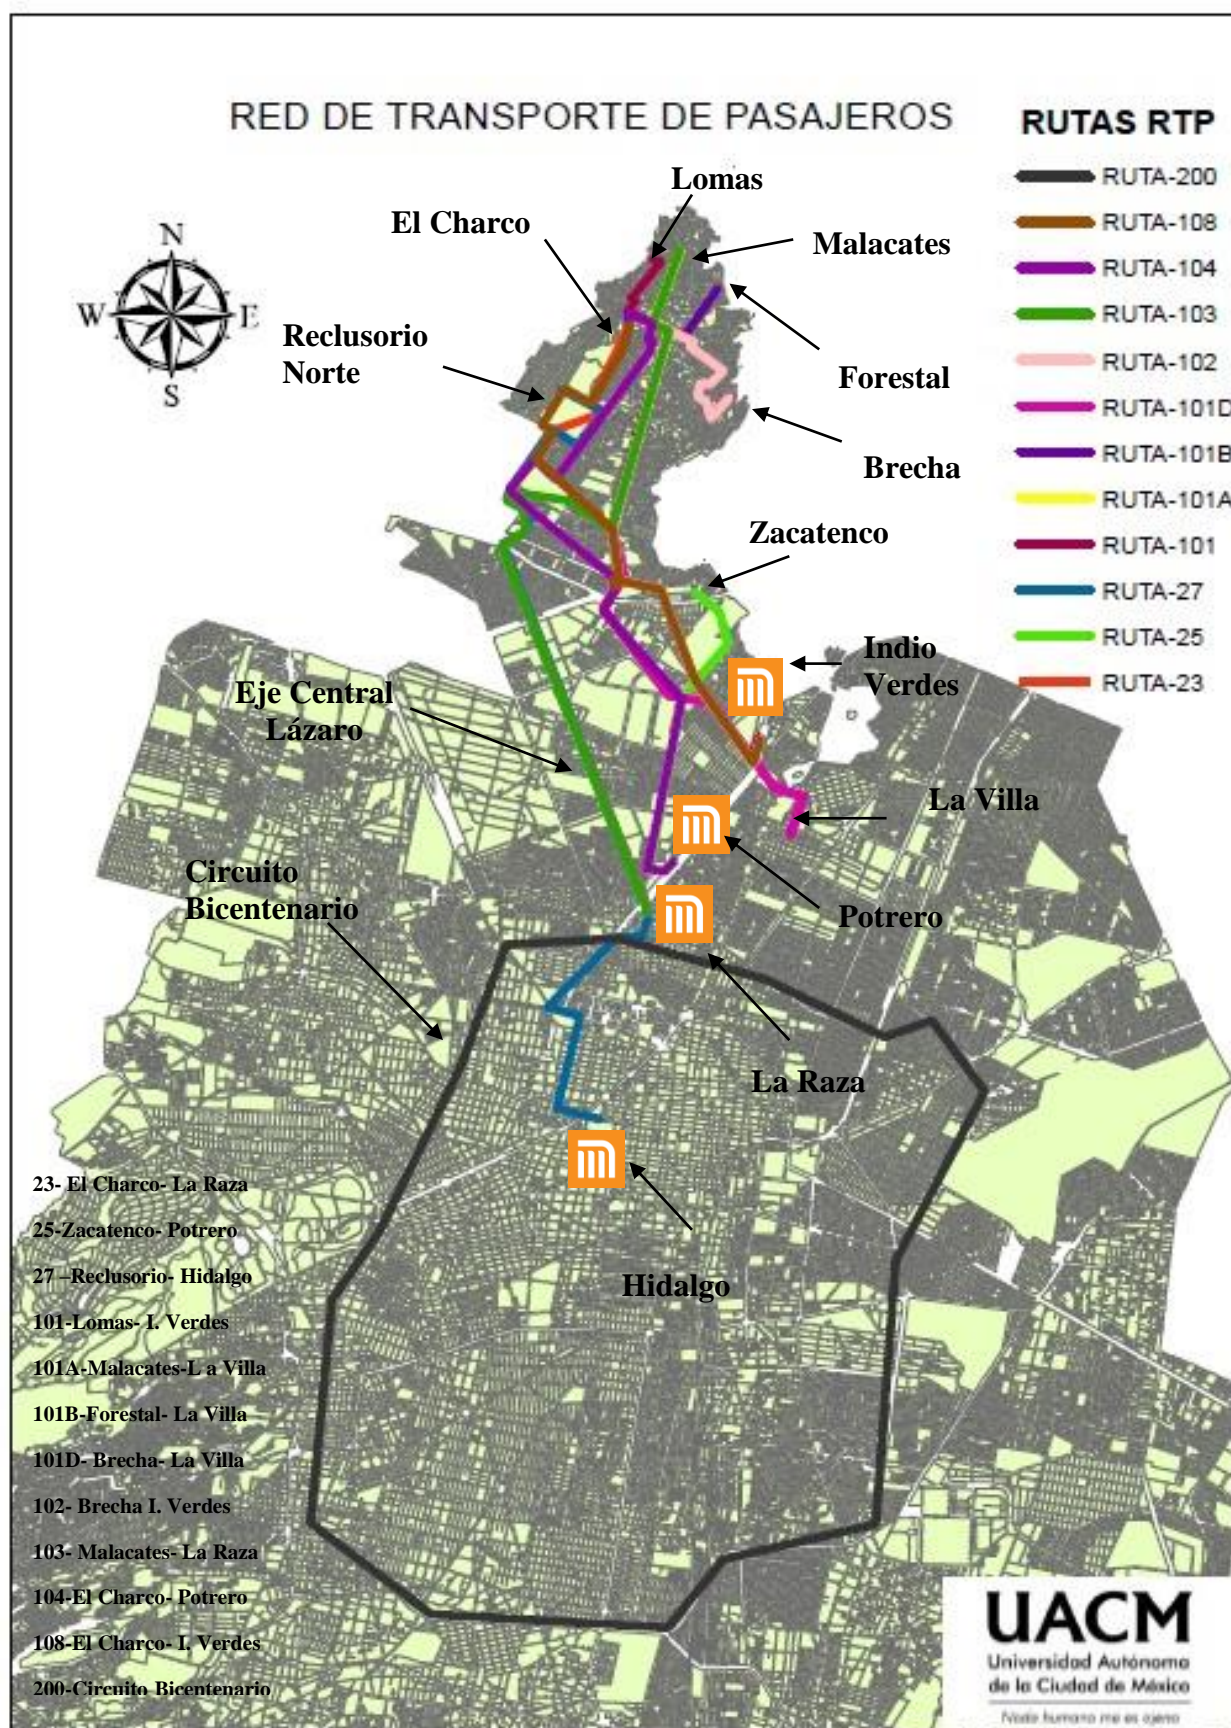 RED DE TRANSPORTE DE PASAJEROS
RUTAS RTP
RUTA-200
RUTA-108
RUTA-104
RUTA-103
RUTA-102
RUTA-101D
RUTA-101B
RUTA-101A
RUTA-101
RUTA-27
RUTA-25
RUTA-23
N
W
E
S
Lomas
El Charco
Malacates
Reclusorio
Norte
Forestal
Brecha
Zacatenco
Indio
Verdes
Eje Central
Lázaro
La Villa
Circuito
Bicentenario
Potrero
La Raza
Hidalgo
23- El Charco- La Raza
25-Zacatenco- Potrero
27 –Reclusorio- Hidalgo
101-Lomas- I. Verdes
101A-Malacates-L a Villa
101B-Forestal- La Villa
101D- Brecha- La Villa
102- Brecha I. Verdes
103- Malacates- La Raza
104-El Charco- Potrero
108-El Charco- I. Verdes
200-Circuito Bicentenario
UACM
Universidad Autónoma
de la Ciudad de México
Nada humano me es ajeno